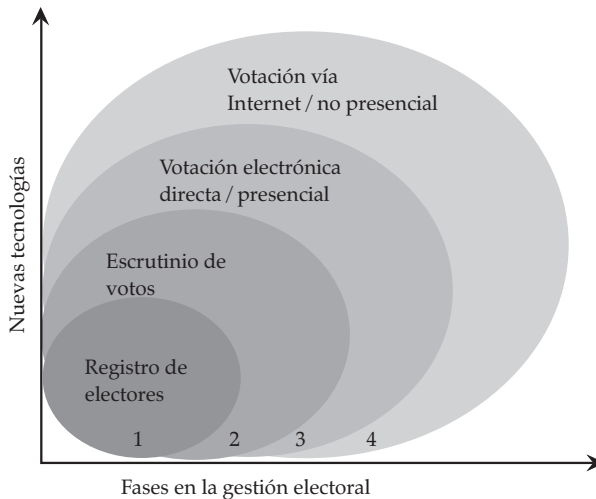 Nuevas tecnologías
Votación vía
Internet / no presencial
Votación electrónica
directa / presencial
Escrutinio de
votos
Registro de
electores
1 2 3 4
Fases en la gestión electoral